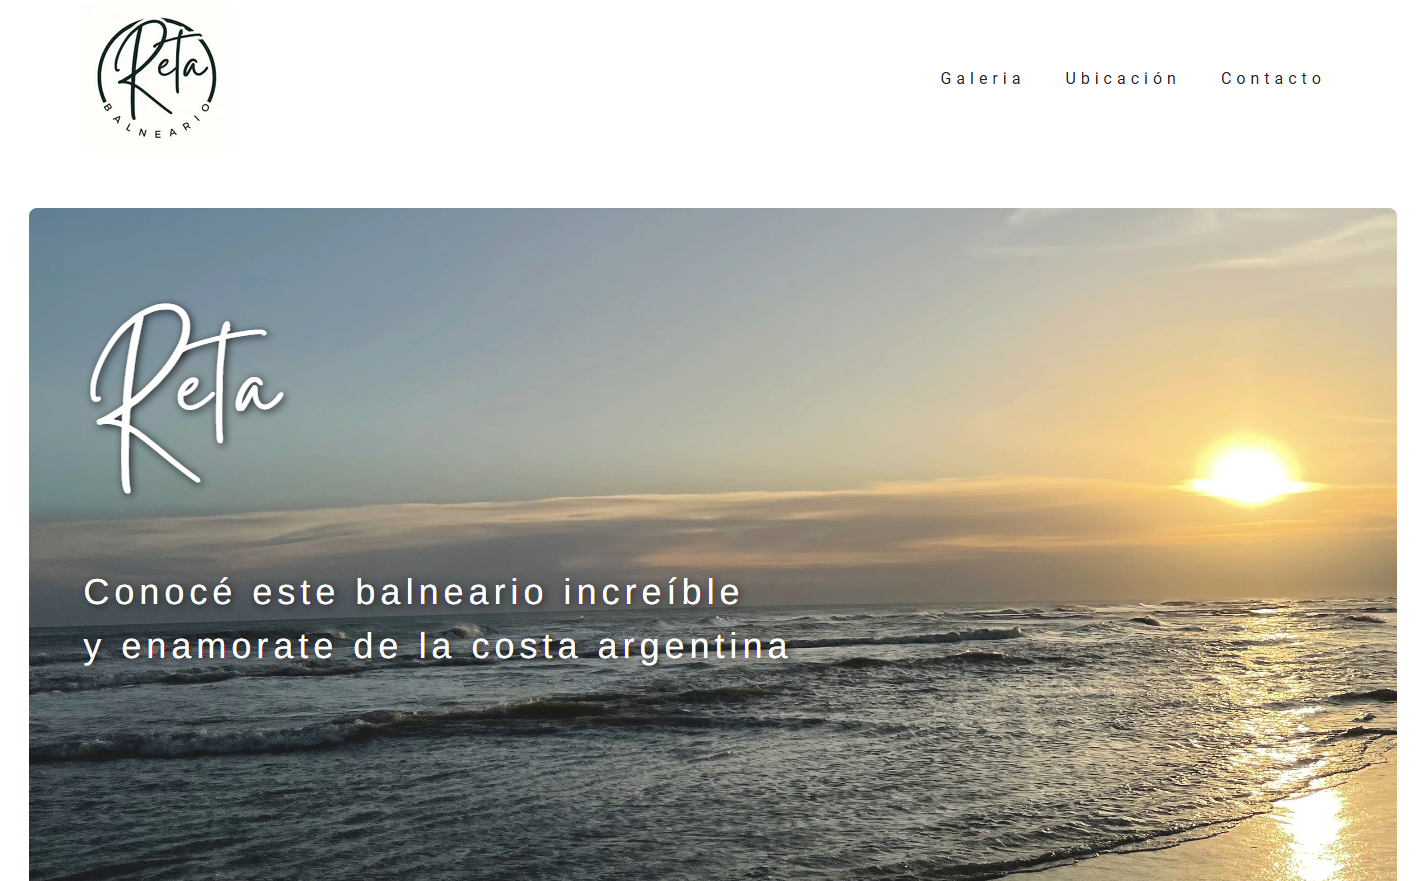 Reta
BALNEARIO
Galeria Ubicación Contacto
Reta
Conocé este balneario increíble
y enamorate de la costa argentina